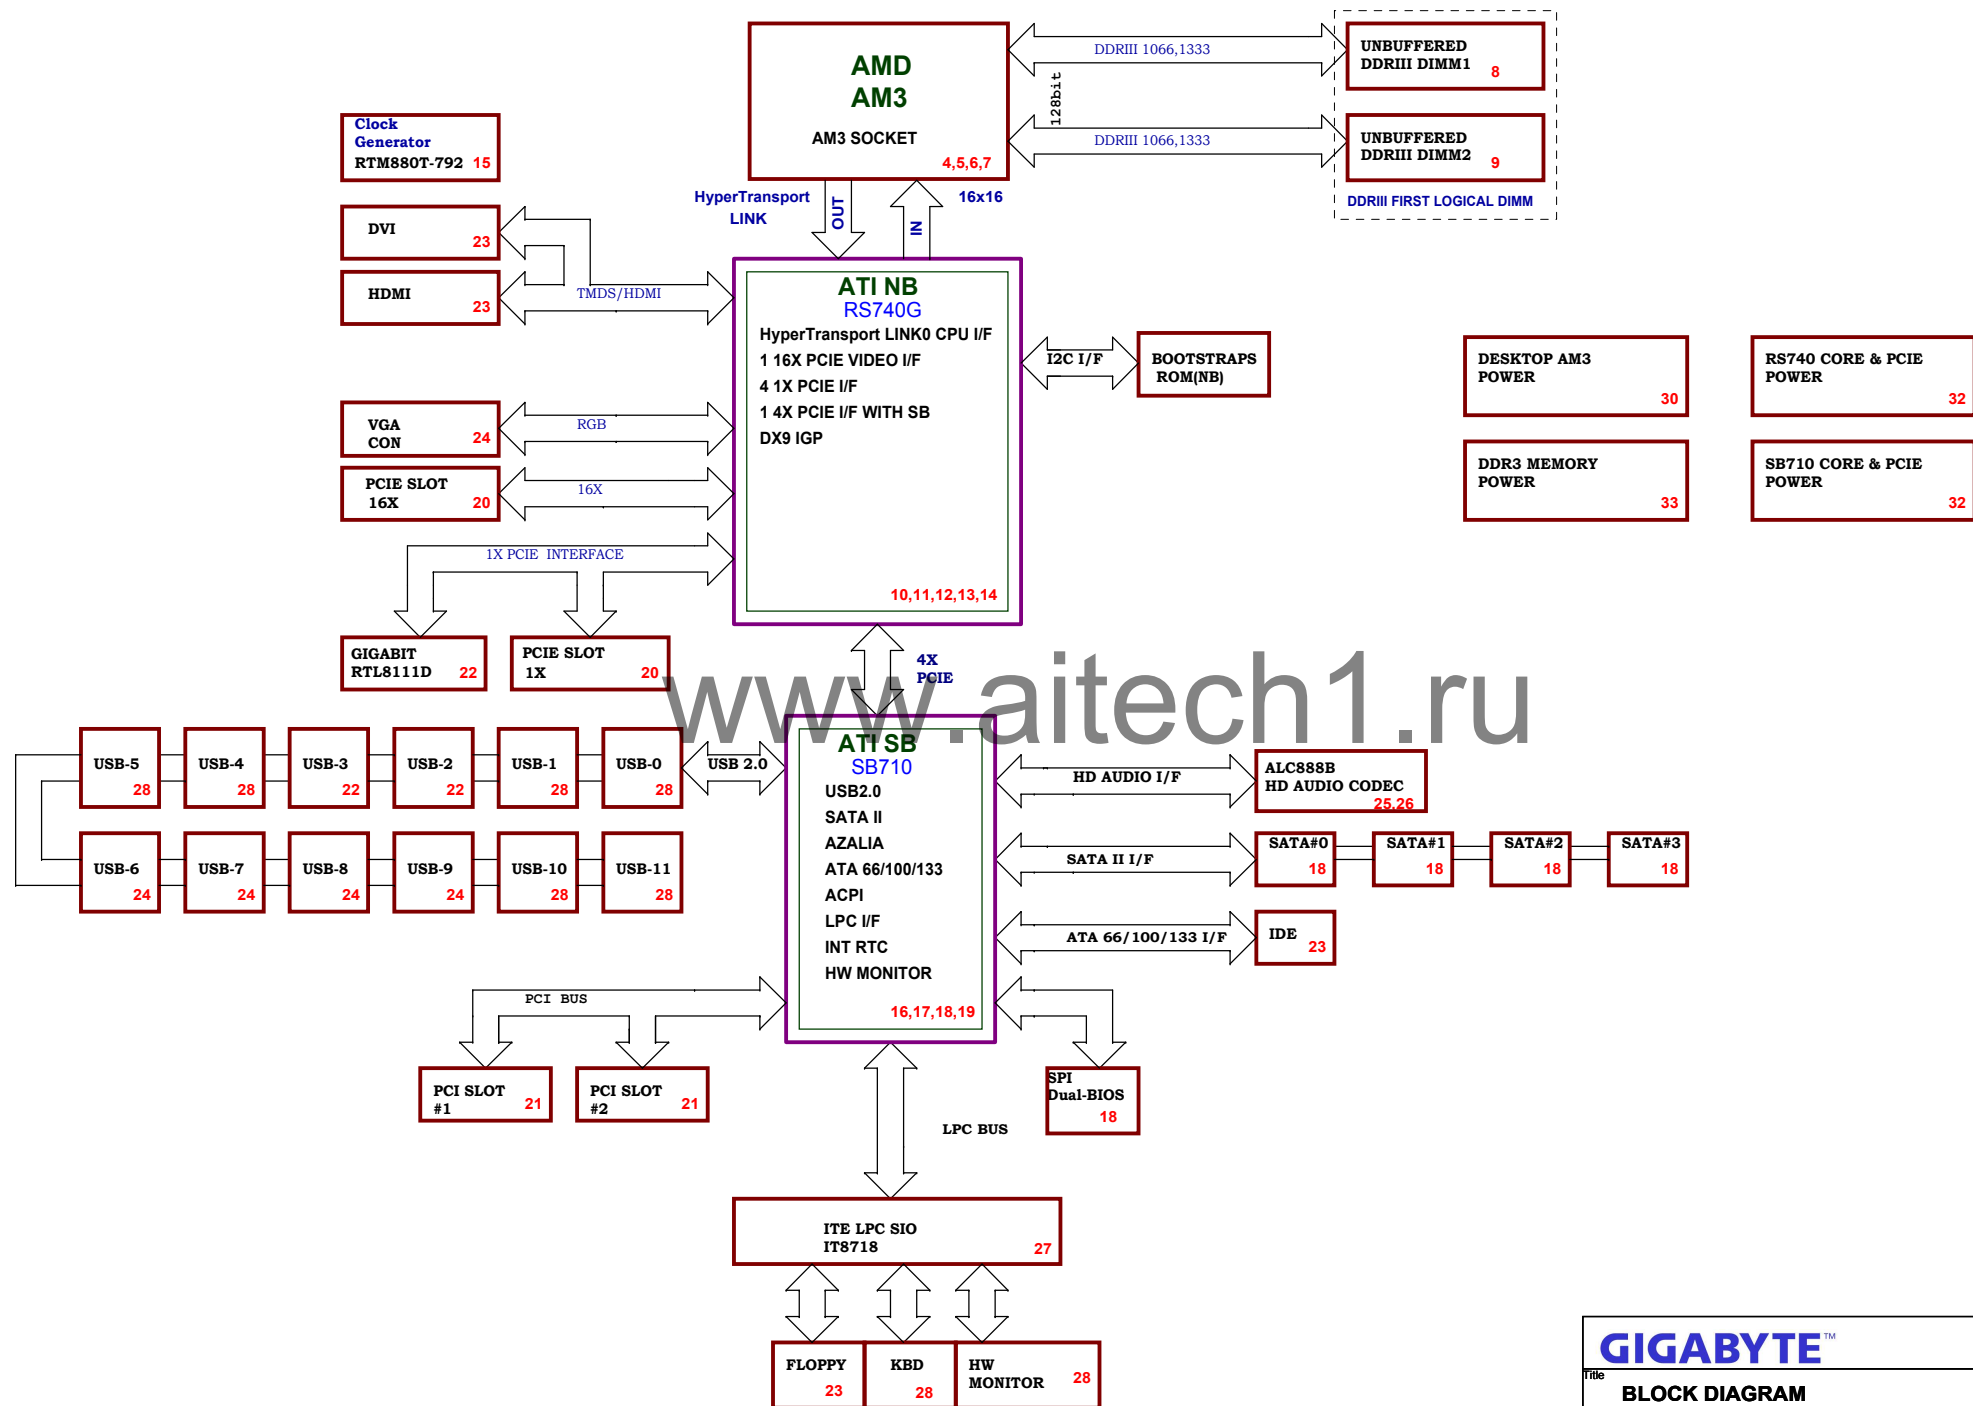 AMD
AM3
AM3 SOCKET
4,5,6,7
DDRIII 1066,1333
128bit
DDRIII 1066,1333
UNBUFFERED
DDRIII DIMM1
8
UNBUFFERED
DDRIII DIMM2
9
DDRIII FIRST LOGICAL DIMM
Clock
Generator
RTM880T-792 15
HyperTransport
LINK
OUT
IN
16x16
DVI
23
HDMI
23
TMDS/HDMI
ATI NB
RS740G
HyperTransport LINK0 CPU I/F
1 16X PCIE VIDEO I/F
4 1X PCIE I/F
1 4X PCIE I/F WITH SB
DX9 IGP
10,11,12,13,14
I2C I/F
BOOTSTRAPS
ROM(NB)
DESKTOP AM3
POWER
30
RS740 CORE & PCIE
POWER
32
DDR3 MEMORY
POWER
33
SB710 CORE & PCIE
POWER
32
VGA
CON
24
RGB
PCIE SLOT
16X
20
16X
1X PCIE INTERFACE
GIGABIT
RTL8111D 22
PCIE SLOT
1X
20
4X
PCIE
www.aitech1.ru
USB-5
28
USB-4
28
USB-3
22
USB-2
22
USB-1
28
USB-0
28
USB 2.0
USB-6
24
USB-7
24
USB-8
24
USB-9
24
USB-10
28
USB-11
28
ATI SB
SB710
USB2.0
SATA II
AZALIA
ATA 66/100/133
ACPI
LPC I/F
INT RTC
HW MONITOR
16,17,18,19
HD AUDIO I/F
ALC888B
HD AUDIO CODEC
25,26
SATA II I/F
SATA#0
18
SATA#1
18
SATA#2
18
SATA#3
18
ATA 66/100/133 I/F
IDE
23
PCI BUS
PCI SLOT
#1
21
PCI SLOT
#2
21
SPI
Dual-BIOS
18
LPC BUS
ITE LPC SIO
IT8718
27
FLOPPY
23
KBD
28
HW
MONITOR
28
GIGABYTE™
Title
BLOCK DIAGRAM